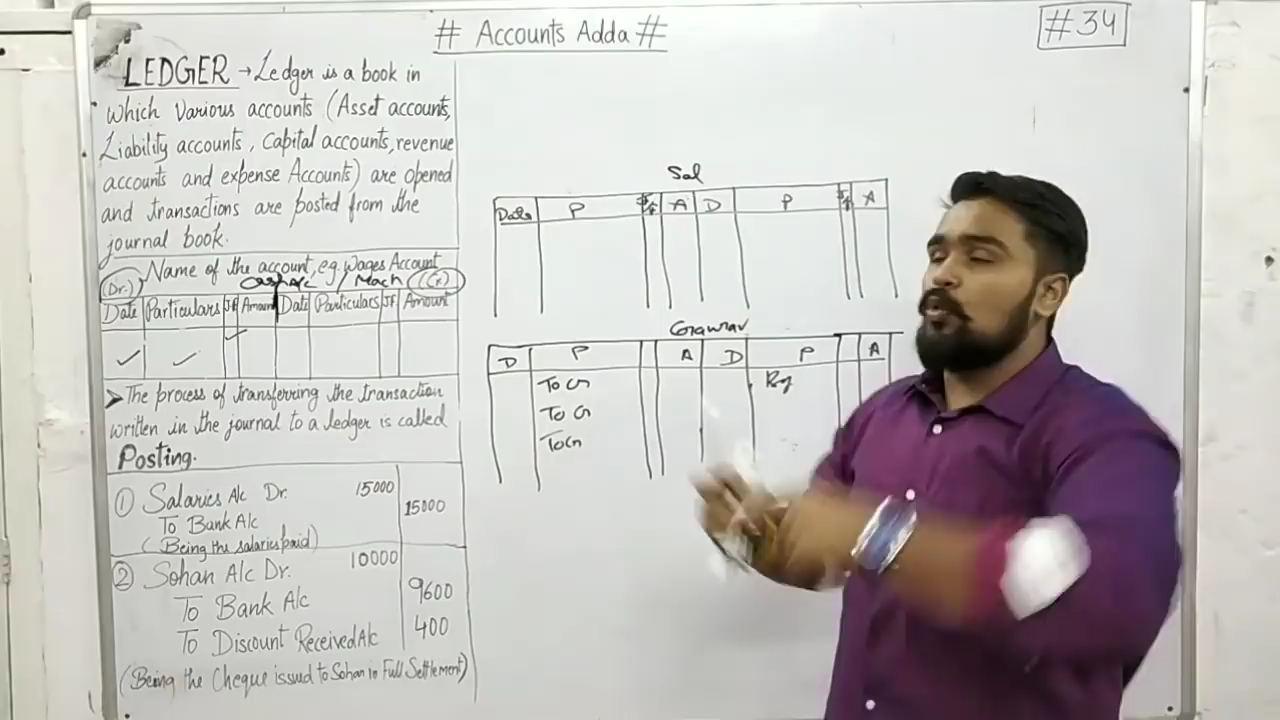 # Accounts Adda #
#34
LEDGER → Ledger is a book in
which various accounts (Asset accounts,
Liability accounts, Capital accounts, revenue
accounts and expense Accounts) are opened
and transactions are posted from the
journal book.
Name of the account, e.g. Wages Account
(Dr.) Cash A/c / Mach (Cr)
Date Particulars JF Amount Date Particulars JF Amount
➤ The process of transferring the transaction
written in the journal to a ledger is called
Posting.
① Salaries A/c Dr. 15000
To Bank A/c 15000
(Being the salaries paid)
② Sohan A/c Dr. 10000
To Bank A/c 9600
To Discount Received A/c 400
(Being the Cheque issued to Sohan in Full Settlement)
Sal
Date P JF A D P JF A
Gaurav
D P A D P A
To Cn By
To Cn
To Cn